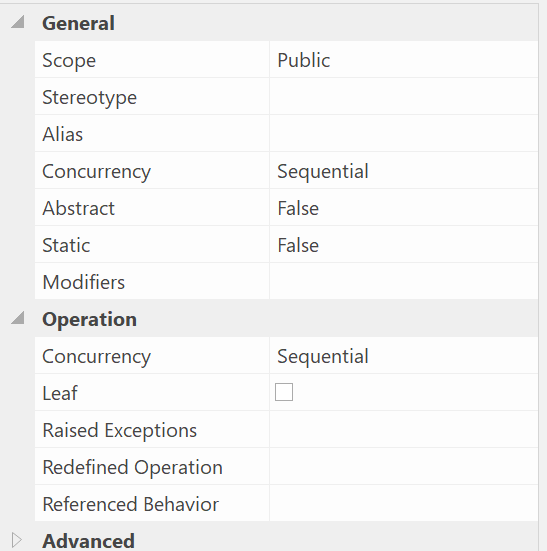 General
Scope Public
Stereotype
Alias
Concurrency Sequential
Abstract False
Static False
Modifiers
Operation
Concurrency Sequential
Leaf
Raised Exceptions
Redefined Operation
Referenced Behavior
Advanced